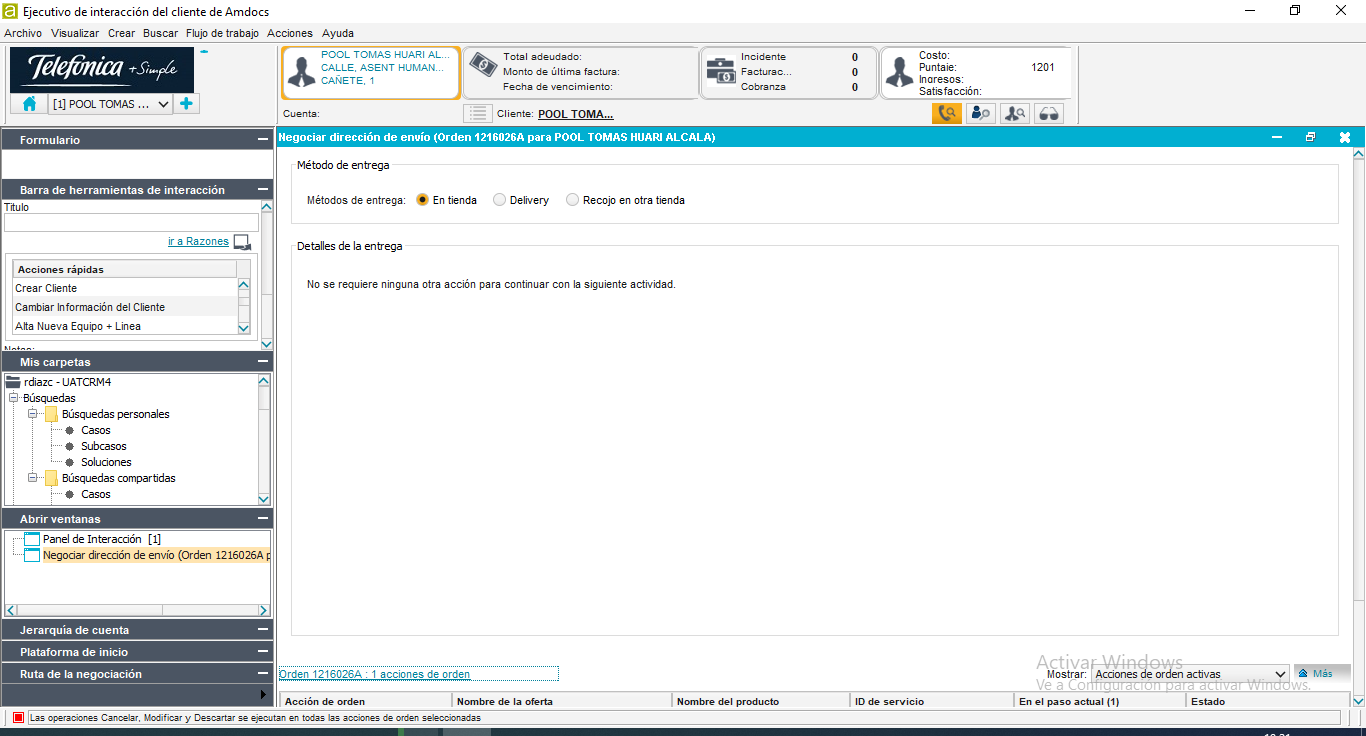 Ejecutivo de interacción del cliente de Amdocs
Archivo Visualizar Crear Buscar Flujo de trabajo Acciones Ayuda
Telefónica +Simple
[1] POOL TOMAS ...
POOL TOMAS HUARI AL...
CALLE, ASENT HUMAN...
CAÑETE, 1
Total adeudado:
Monto de última factura:
Fecha de vencimiento:
Incidente 0
Facturac... 0
Cobranza 0
Costo:
Puntaie: 1201
Ingresos:
Satisfacción:
Cuenta:
Cliente: POOL TOMA...
Formulario
Barra de herramientas de interacción
Título
ir a Razones
Acciones rápidas
Crear Cliente
Cambiar Información del Cliente
Alta Nueva Equipo + Linea
Notas:
Mis carpetas
rdiazc - UATCRM4
Búsquedas
Búsquedas personales
Casos
Subcasos
Soluciones
Búsquedas compartidas
Casos
Abrir ventanas
Panel de Interacción [1]
Negociar dirección de envío (Orden 1216026A p
Jerarquía de cuenta
Plataforma de inicio
Ruta de la negociación
Negociar dirección de envío (Orden 1216026A para POOL TOMAS HUARI ALCALA)
Método de entrega
Métodos de entrega: En tienda Delivery Recojo en otra tienda
Detalles de la entrega
No se requiere ninguna otra acción para continuar con la siguiente actividad.
Activar Windows
Ve a Configuración para activar Windows.
Orden 1216026A : 1 acciones de orden
Mostrar: Acciones de orden activas Más
Acción de orden Nombre de la oferta Nombre del producto ID de servicio En el paso actual (1) Estado
Las operaciones Cancelar, Modificar y Descartar se ejecutan en todas las acciones de orden seleccionadas